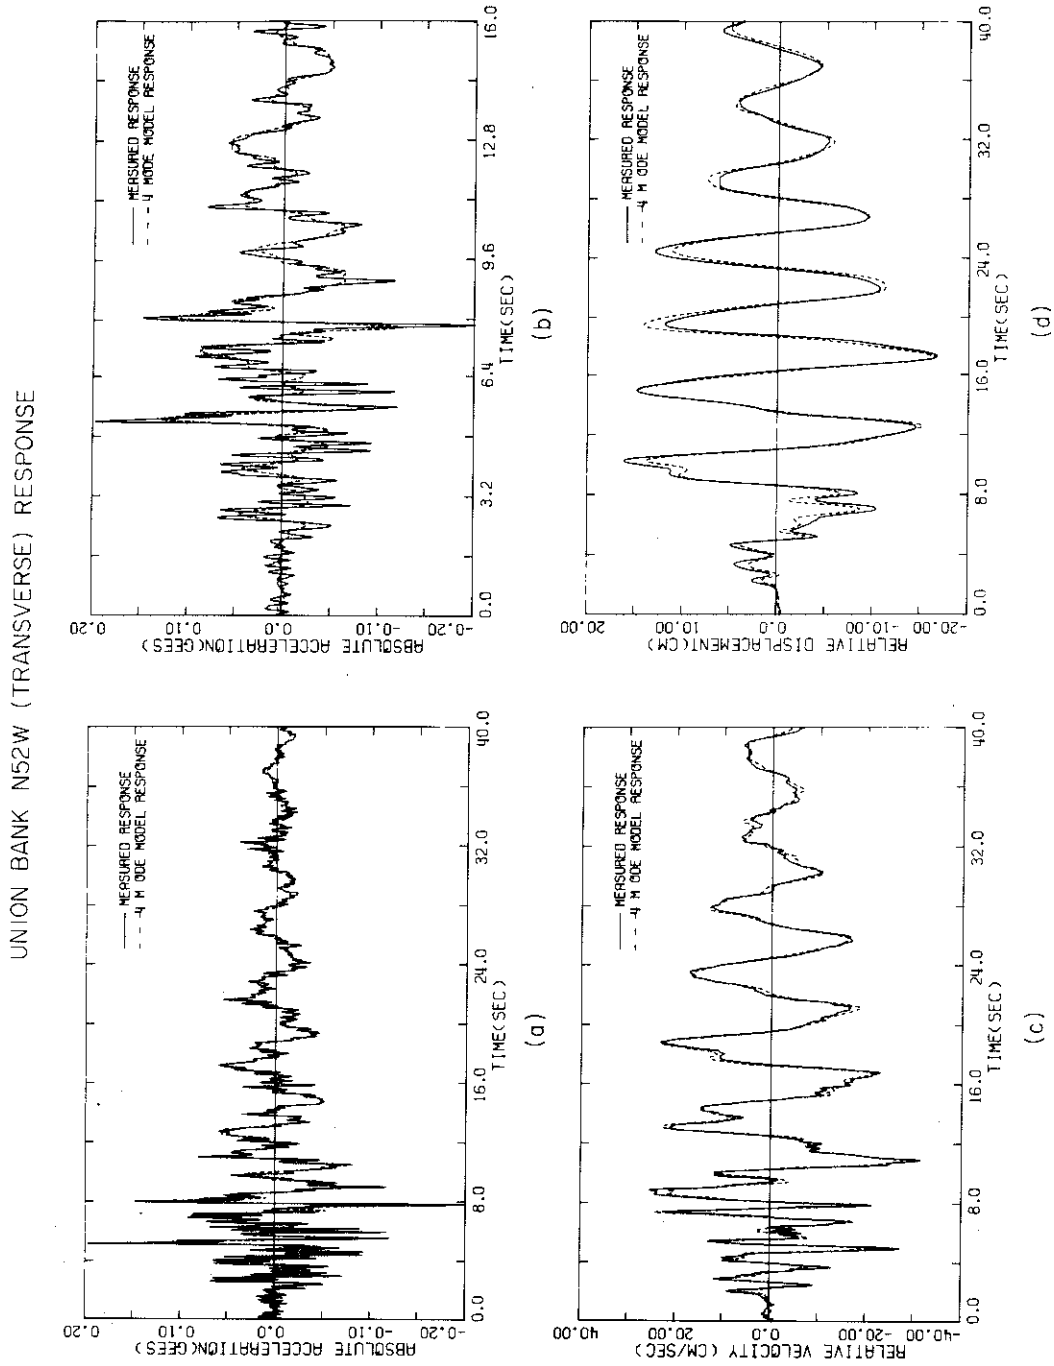 UNION BANK N52W (TRANSVERSE) RESPONSE
0.20
0.10
0.0
-0.10
-0.20
ABSOLUTE ACCELERATION(GEES)
MEASURED RESPONSE
4 M ODE MODEL RESPONSE
0.0
8.0
16.0
24.0
32.0
40.0
TIME(SEC)
(a)
0.20
0.10
0.0
-0.10
-0.20
ABSOLUTE ACCELERATION(GEES)
MEASURED RESPONSE
4 MODE MODEL RESPONSE
0.0
3.2
6.4
9.6
12.8
16.0
TIME(SEC)
(b)
40.00
20.00
0.0
-20.00
-40.00
RELATIVE VELOCITY (CM/SEC)
MEASURED RESPONSE
4 M ODE MODEL RESPONSE
0.0
8.0
16.0
24.0
32.0
40.0
TIME(SEC)
(c)
20.00
10.00
0.0
-10.00
-20.00
RELATIVE DISPLACEMENT(CM)
MEASURED RESPONSE
4 M ODE MODEL RESPONSE
0.0
8.0
16.0
24.0
32.0
40.0
TIME(SEC)
(d)